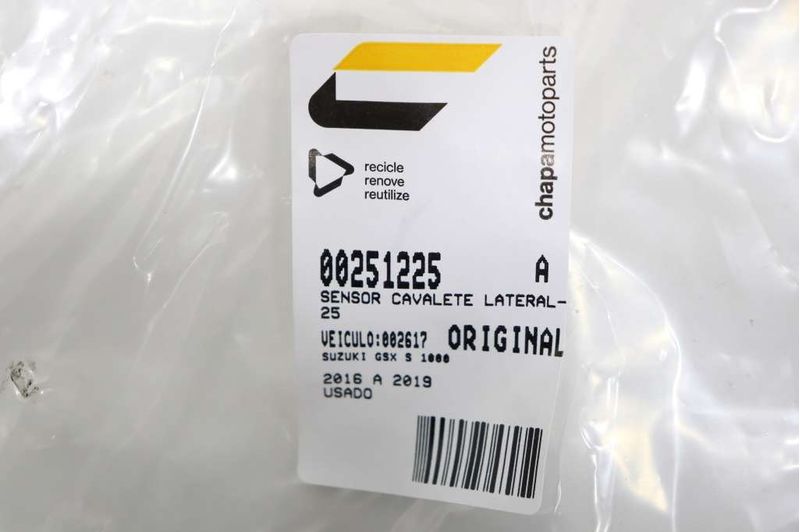 chapamotoparts
recicle
renove
reutilize
00251225 A
SENSOR CAVALETE LATERAL-
25
VEICULO:002617 ORIGINAL
SUZUKI GSX S 1000
2016 A 2019
USADO